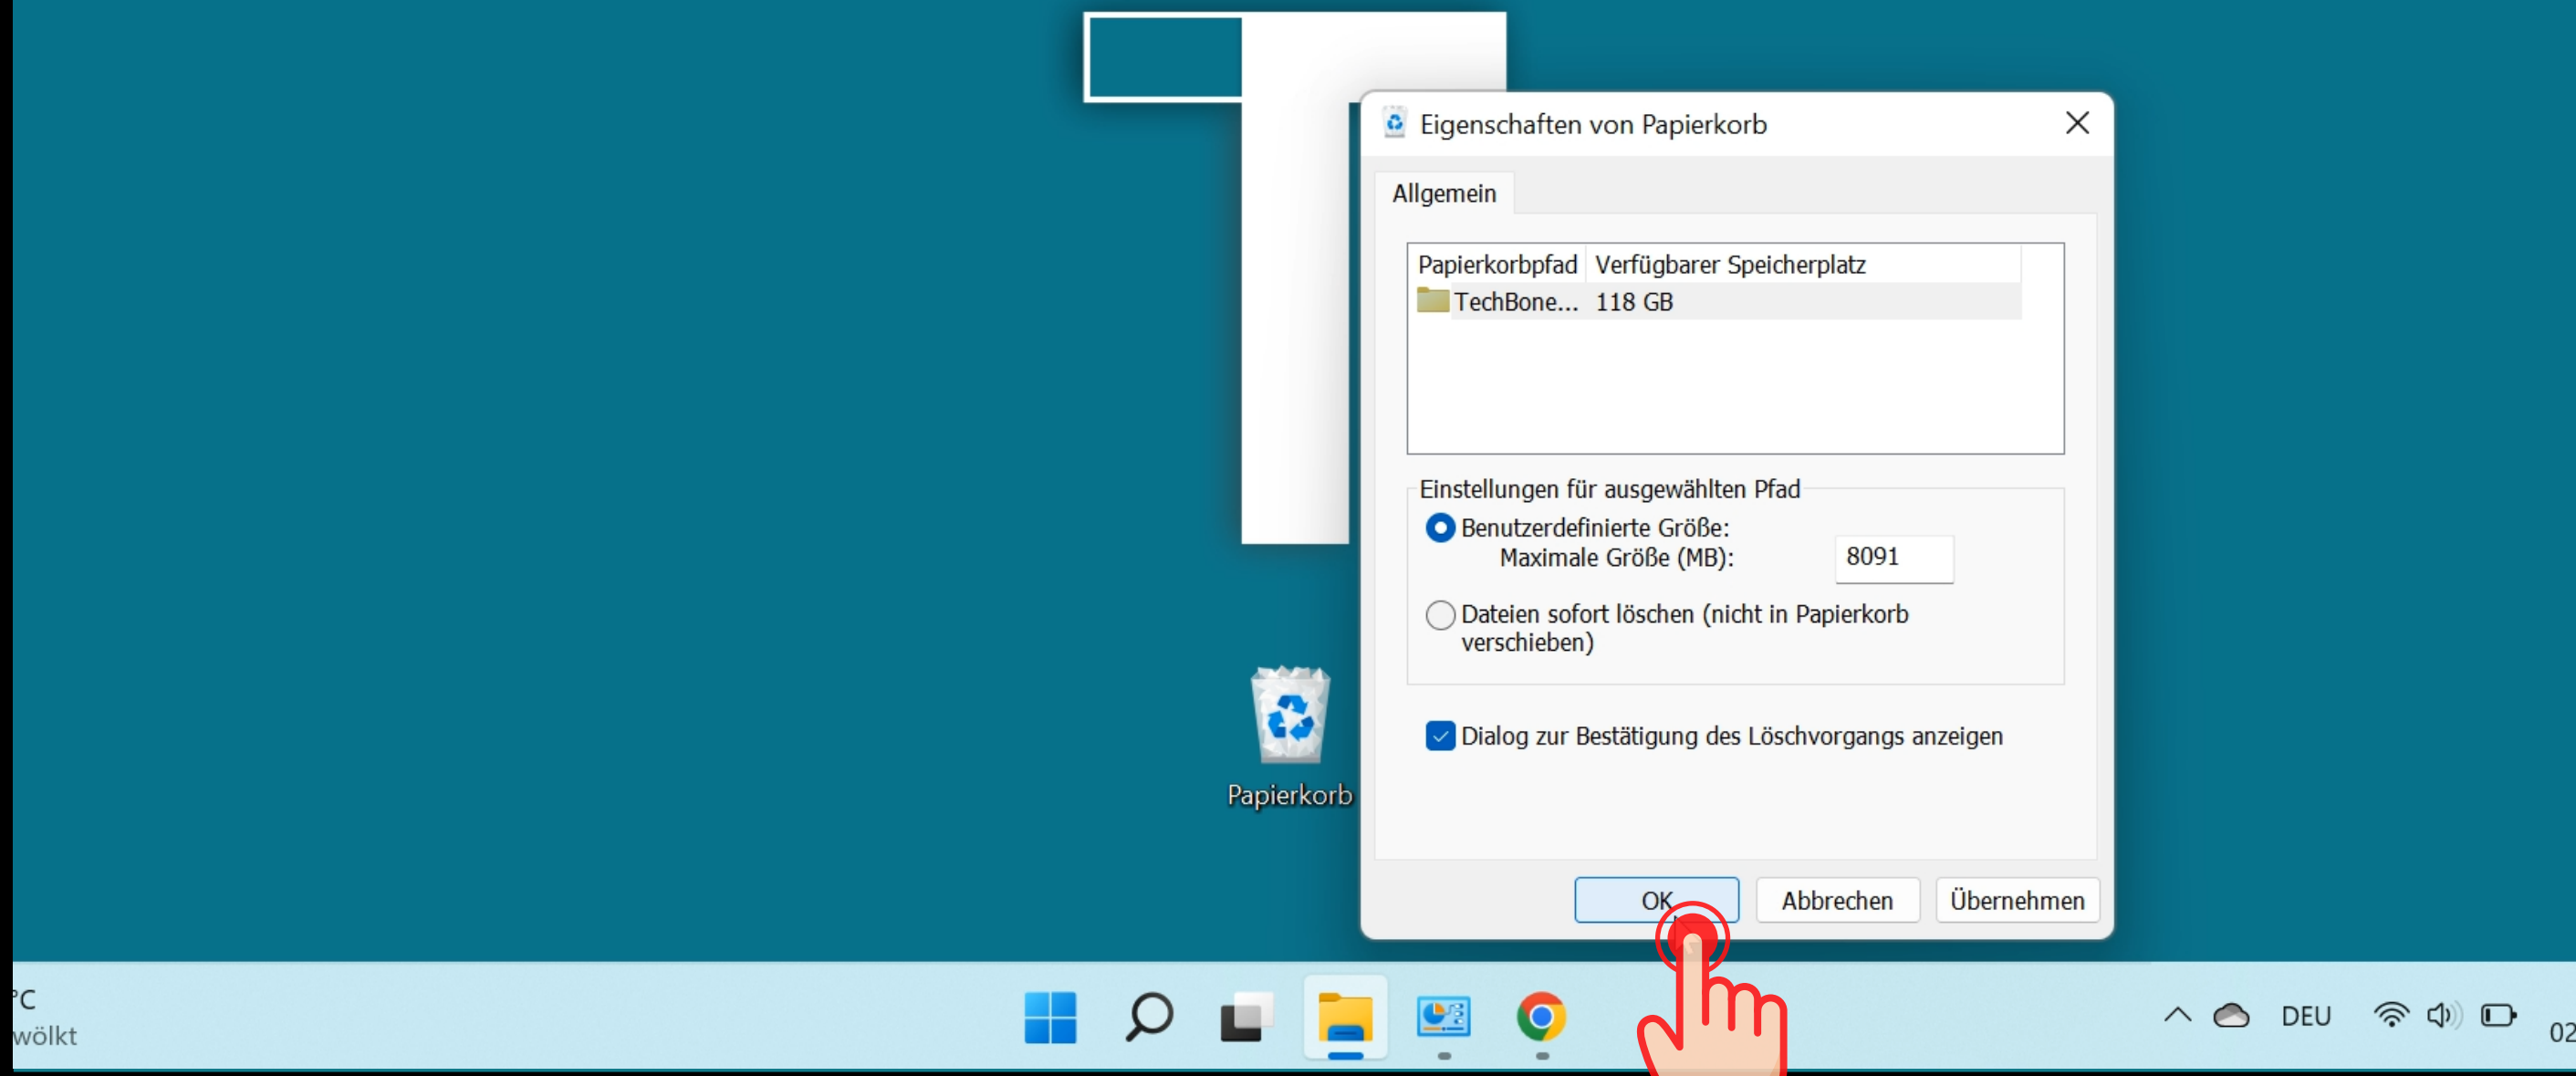 Eigenschaften von Papierkorb
Allgemein
Papierkorbpfad Verfügbarer Speicherplatz
TechBone... 118 GB
Einstellungen für ausgewählten Pfad
Benutzerdefinierte Größe:
Maximale Größe (MB): 8091
Dateien sofort löschen (nicht in Papierkorb
verschieben)
Dialog zur Bestätigung des Löschvorgangs anzeigen
Papierkorb
OK Abbrechen Übernehmen
°C
wölkt
DEU
02